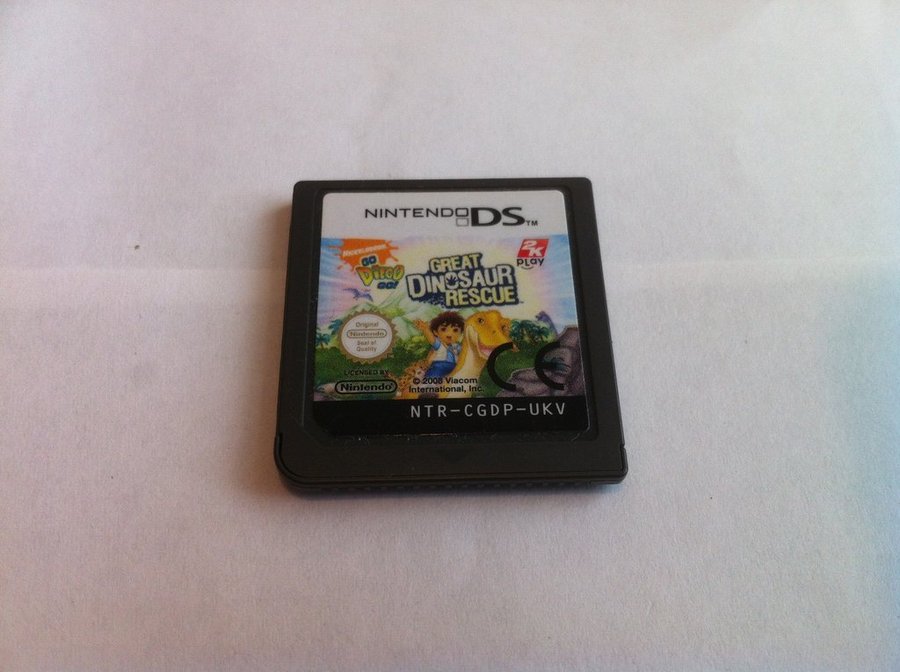 NINTENDO DS™
NICKELODEON
GO
DIEGO
GO!
GREAT
DINOSAUR
RESCUE
2K
PLAY
Original
Nintendo
Seal of
Quality
LICENSED BY
Nintendo
© 2008 Viacom
International, Inc.
CE
NTR-CGDP-UKV